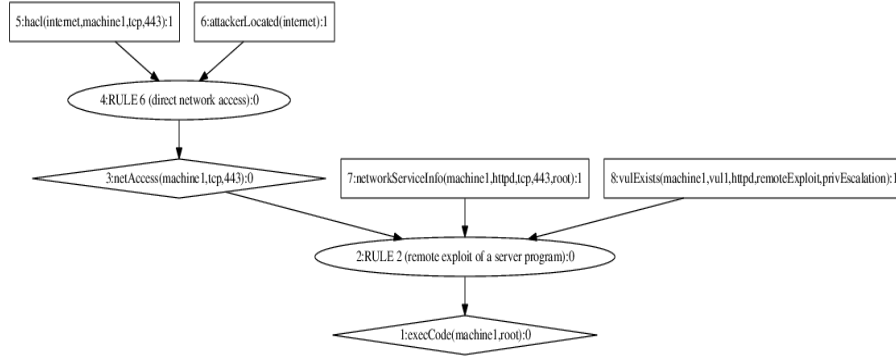 5:hacl(internet,machine1,tcp,443):1
6:attackerLocated(internet):1
4:RULE 6 (direct network access):0
3:netAccess(machine1,tcp,443):0
7:networkServiceInfo(machine1,httpd,tcp,443,root):1
8:vulExists(machine1,vul1,httpd,remoteExploit,privEscalation):1
2:RULE 2 (remote exploit of a server program):0
1:execCode(machine1,root):0